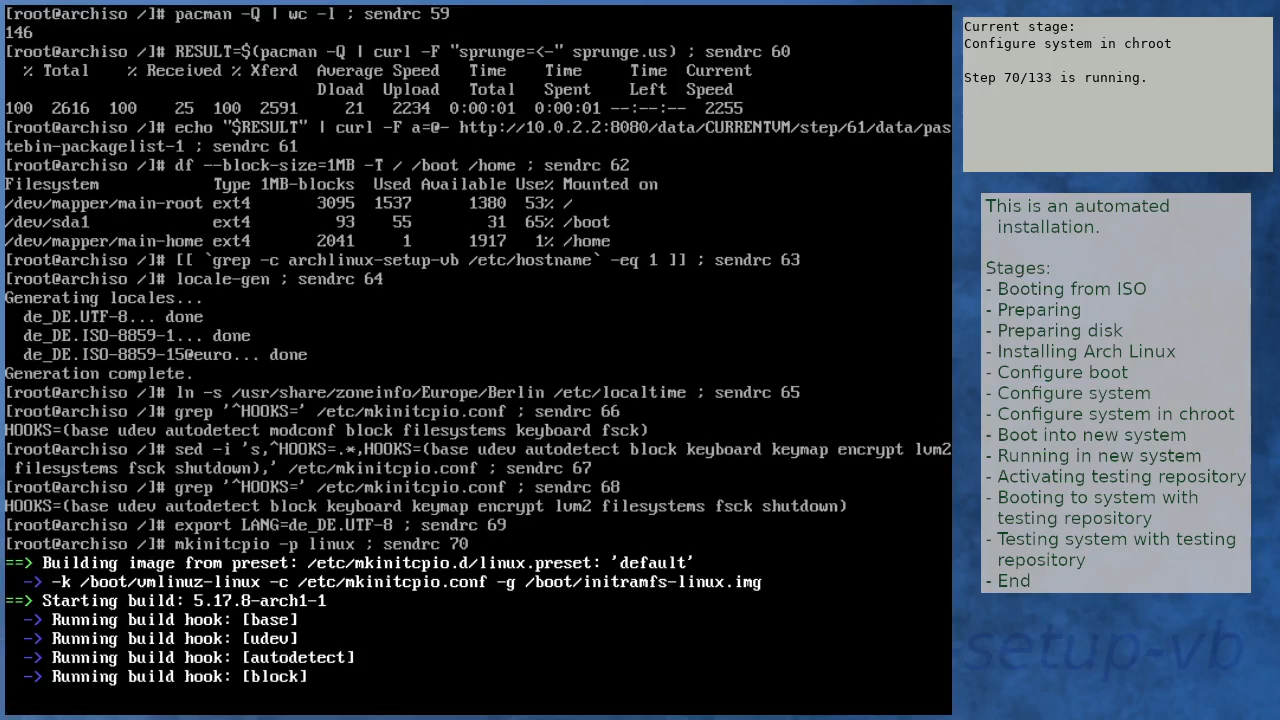 [root@archiso /]# pacman -Q | wc -l ; sendrc 59
146
[root@archiso /]# RESULT=$(pacman -Q | curl -F "sprunge=<-" sprunge.us) ; sendrc 60
  % Total    % Received % Xferd  Average Speed   Time    Time     Time  Current
                                 Dload  Upload   Total   Spent    Left  Speed
100  2616  100    25  100  2591     21   2234  0:00:01  0:00:01 --:--:--  2255
[root@archiso /]# echo "$RESULT" | curl -F a=@- http://10.0.2.2:8080/data/CURRENTVM/step/61/data/pas
tebin-packagelist-1 ; sendrc 61
[root@archiso /]# df --block-size=1MB -T / /boot /home ; sendrc 62
Filesystem            Type 1MB-blocks  Used Available Use% Mounted on
/dev/mapper/main-root ext4       3095  1537      1380  53% /
/dev/sda1             ext4         93    55        31  65% /boot
/dev/mapper/main-home ext4       2041     1      1917   1% /home
[root@archiso /]# [[ `grep -c archlinux-setup-vb /etc/hostname` -eq 1 ]] ; sendrc 63
[root@archiso /]# locale-gen ; sendrc 64
Generating locales...
  de_DE.UTF-8... done
  de_DE.ISO-8859-1... done
  de_DE.ISO-8859-15@euro... done
Generation complete.
[root@archiso /]# ln -s /usr/share/zoneinfo/Europe/Berlin /etc/localtime ; sendrc 65
[root@archiso /]# grep '^HOOKS=' /etc/mkinitcpio.conf ; sendrc 66
HOOKS=(base udev autodetect modconf block filesystems keyboard fsck)
[root@archiso /]# sed -i 's,^HOOKS=.*,HOOKS=(base udev autodetect block keyboard keymap encrypt lvm2
 filesystems fsck shutdown),' /etc/mkinitcpio.conf ; sendrc 67
[root@archiso /]# grep '^HOOKS=' /etc/mkinitcpio.conf ; sendrc 68
HOOKS=(base udev autodetect block keyboard keymap encrypt lvm2 filesystems fsck shutdown)
[root@archiso /]# export LANG=de_DE.UTF-8 ; sendrc 69
[root@archiso /]# mkinitcpio -p linux ; sendrc 70
==> Building image from preset: /etc/mkinitcpio.d/linux.preset: 'default'
  -> -k /boot/vmlinuz-linux -c /etc/mkinitcpio.conf -g /boot/initramfs-linux.img
==> Starting build: 5.17.8-arch1-1
  -> Running build hook: [base]
  -> Running build hook: [udev]
  -> Running build hook: [autodetect]
  -> Running build hook: [block]
Current stage:
Configure system in chroot
Step 70/133 is running.
This is an automated
installation.
Stages:
- Booting from ISO
- Preparing
- Preparing disk
- Installing Arch Linux
- Configure boot
- Configure system
- Configure system in chroot
- Boot into new system
- Running in new system
- Activating testing repository
- Booting to system with
testing repository
- Testing system with testing
repository
- End
-setup-vb